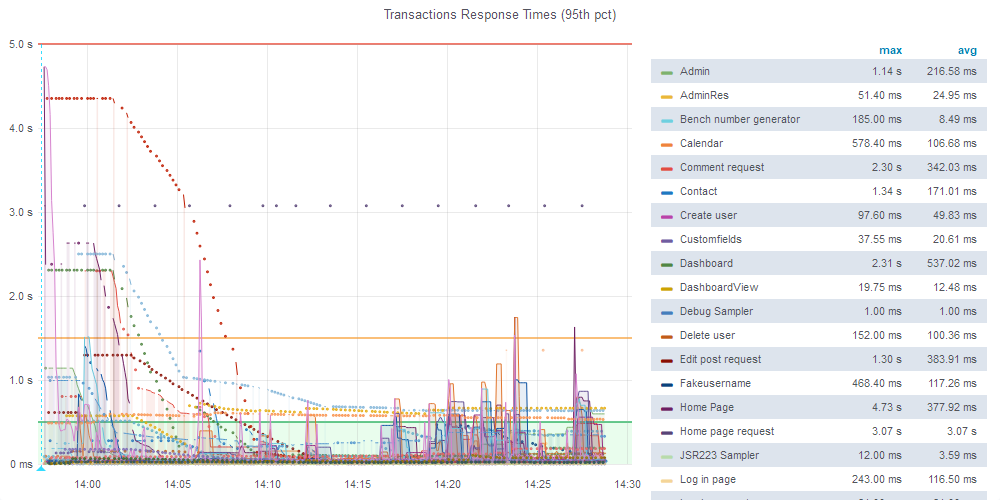 Transactions Response Times (95th pct)
5.0 s
4.0 s
3.0 s
2.0 s
1.0 s
0 ms
14:00 14:05 14:10 14:15 14:20 14:25 14:30
max avg
Admin 1.14 s 216.58 ms
AdminRes 51.40 ms 24.95 ms
Bench number generator 185.00 ms 8.49 ms
Calendar 578.40 ms 106.68 ms
Comment request 2.30 s 342.03 ms
Contact 1.34 s 171.01 ms
Create user 97.60 ms 49.83 ms
Customfields 37.55 ms 20.61 ms
Dashboard 2.31 s 537.02 ms
DashboardView 19.75 ms 12.48 ms
Debug Sampler 1.00 ms 1.00 ms
Delete user 152.00 ms 100.36 ms
Edit post request 1.30 s 383.91 ms
Fakeusername 468.40 ms 117.26 ms
Home Page 4.73 s 377.92 ms
Home page request 3.07 s 3.07 s
JSR223 Sampler 12.00 ms 3.59 ms
Log in page 243.00 ms 116.50 ms